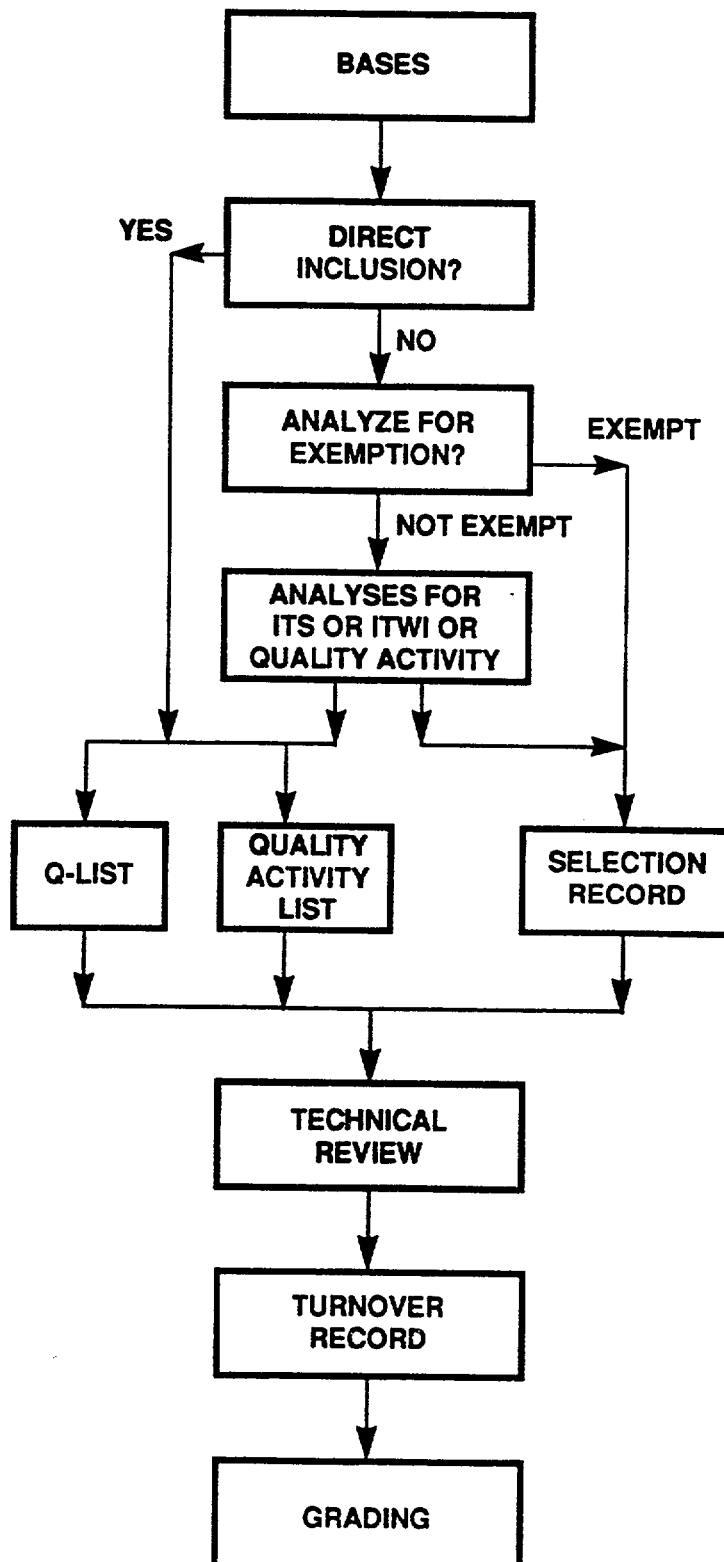 BASES
YES
DIRECT
INCLUSION?
NO
ANALYZE FOR
EXEMPTION?
EXEMPT
NOT EXEMPT
ANALYSES FOR
ITS OR ITWI OR
QUALITY ACTIVITY
Q-LIST
QUALITY
ACTIVITY
LIST
SELECTION
RECORD
TECHNICAL
REVIEW
TURNOVER
RECORD
GRADING